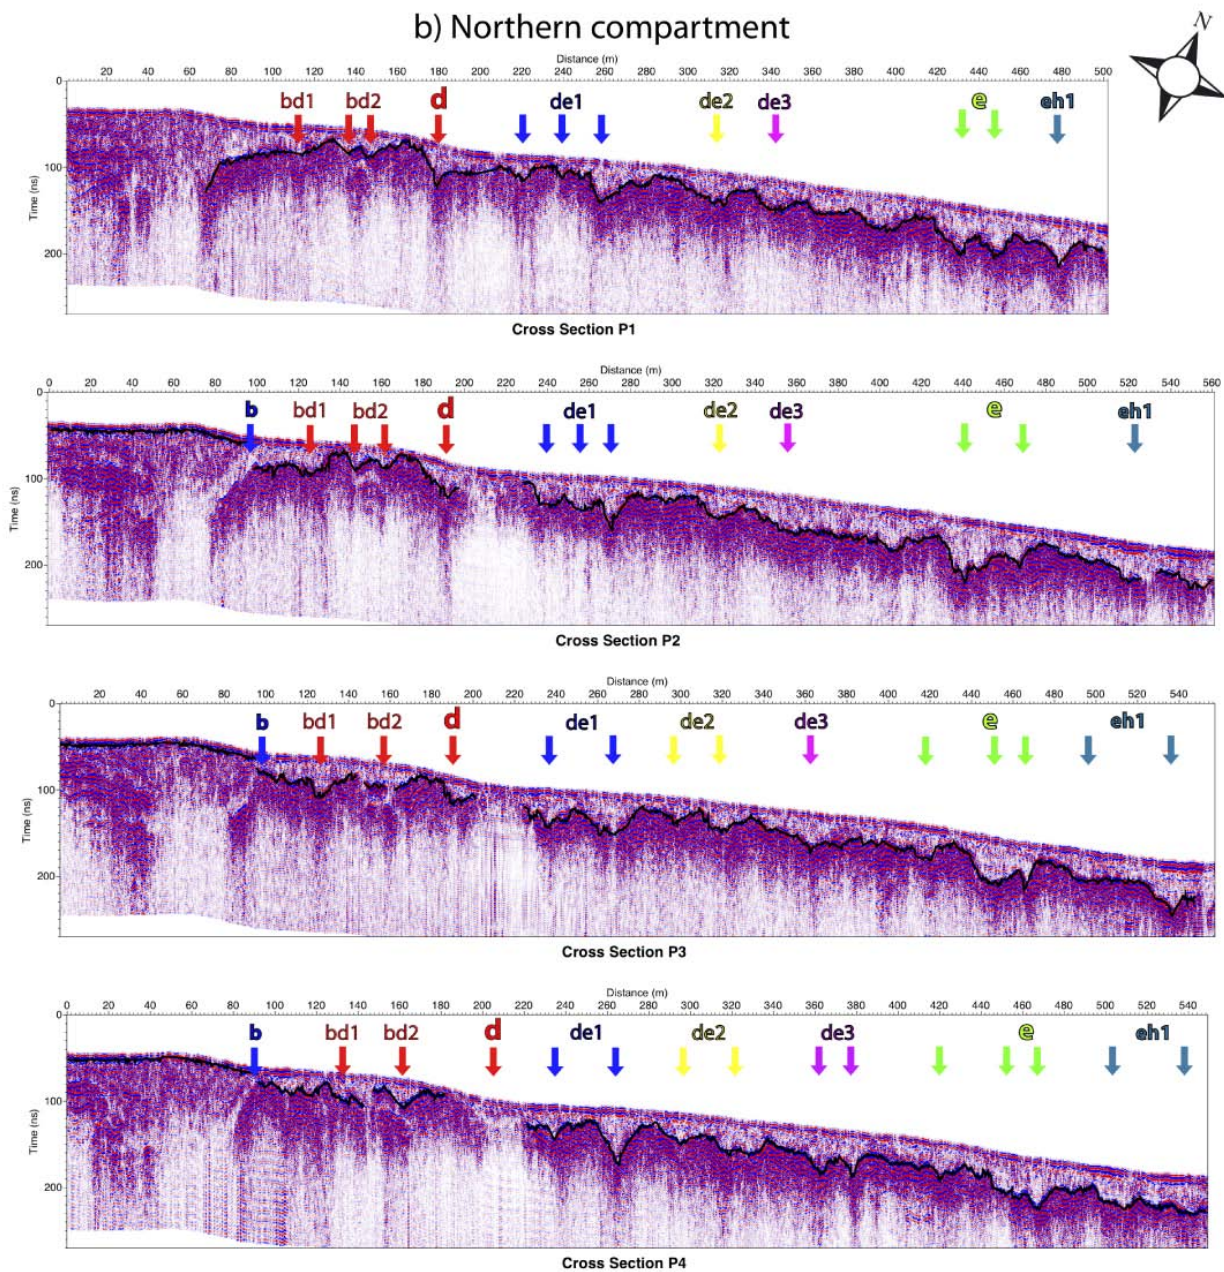 b) Northern compartment
N
Distance (m)
20 40 60 80 100 120 140 160 180 200 220 240 260 280 300 320 340 360 380 400 420 440 460 480 500
bd1 bd2 d de1 de2 de3 e eh1
Time (ns)
0
100
200
Cross Section P1
Distance (m)
0 20 40 60 80 100 120 140 160 180 200 220 240 260 280 300 320 340 360 380 400 420 440 460 480 500 520 540 560
b bd1 bd2 d de1 de2 de3 e eh1
Time (ns)
0
100
200
Cross Section P2
Distance (m)
20 40 60 80 100 120 140 160 180 200 220 240 260 280 300 320 340 360 380 400 420 440 460 480 500 520 540
b bd1 bd2 d de1 de2 de3 e eh1
Time (ns)
0
100
200
Cross Section P3
Distance (m)
0 20 40 60 80 100 120 140 160 180 200 220 240 260 280 300 320 340 360 380 400 420 440 460 480 500 520 540
b bd1 bd2 d de1 de2 de3 e eh1
Time (ns)
0
100
200
Cross Section P4